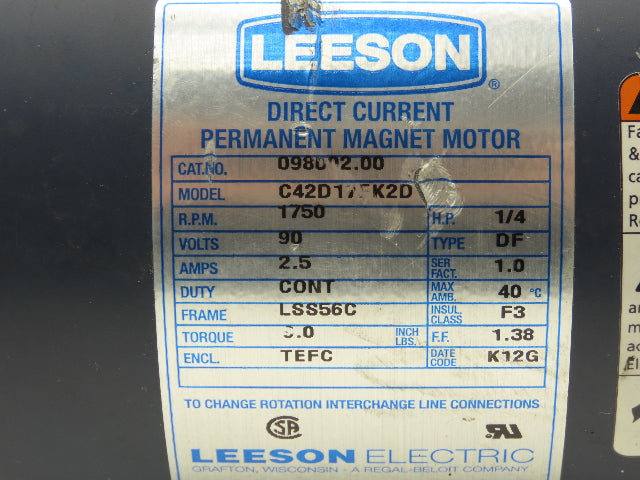 LEESON
®
DIRECT CURRENT
PERMANENT MAGNET MOTOR
CAT.NO.
MODEL
R.P.M. 1750 H.P. 1/4
VOLTS 90 TYPE DF
AMPS 2.5 SER FACT. 1.0
DUTY CONT MAX AMB. 40 °C
FRAME LSS56C INSUL. CLASS F3
TORQUE INCH LBS. F.F. 1.38
ENCL. TEFC DATE CODE K12G
TO CHANGE ROTATION INTERCHANGE LINE CONNECTIONS
LEESON ELECTRIC
GRAFTON, WISCONSIN - A REGAL-BELOIT COMPANY
&